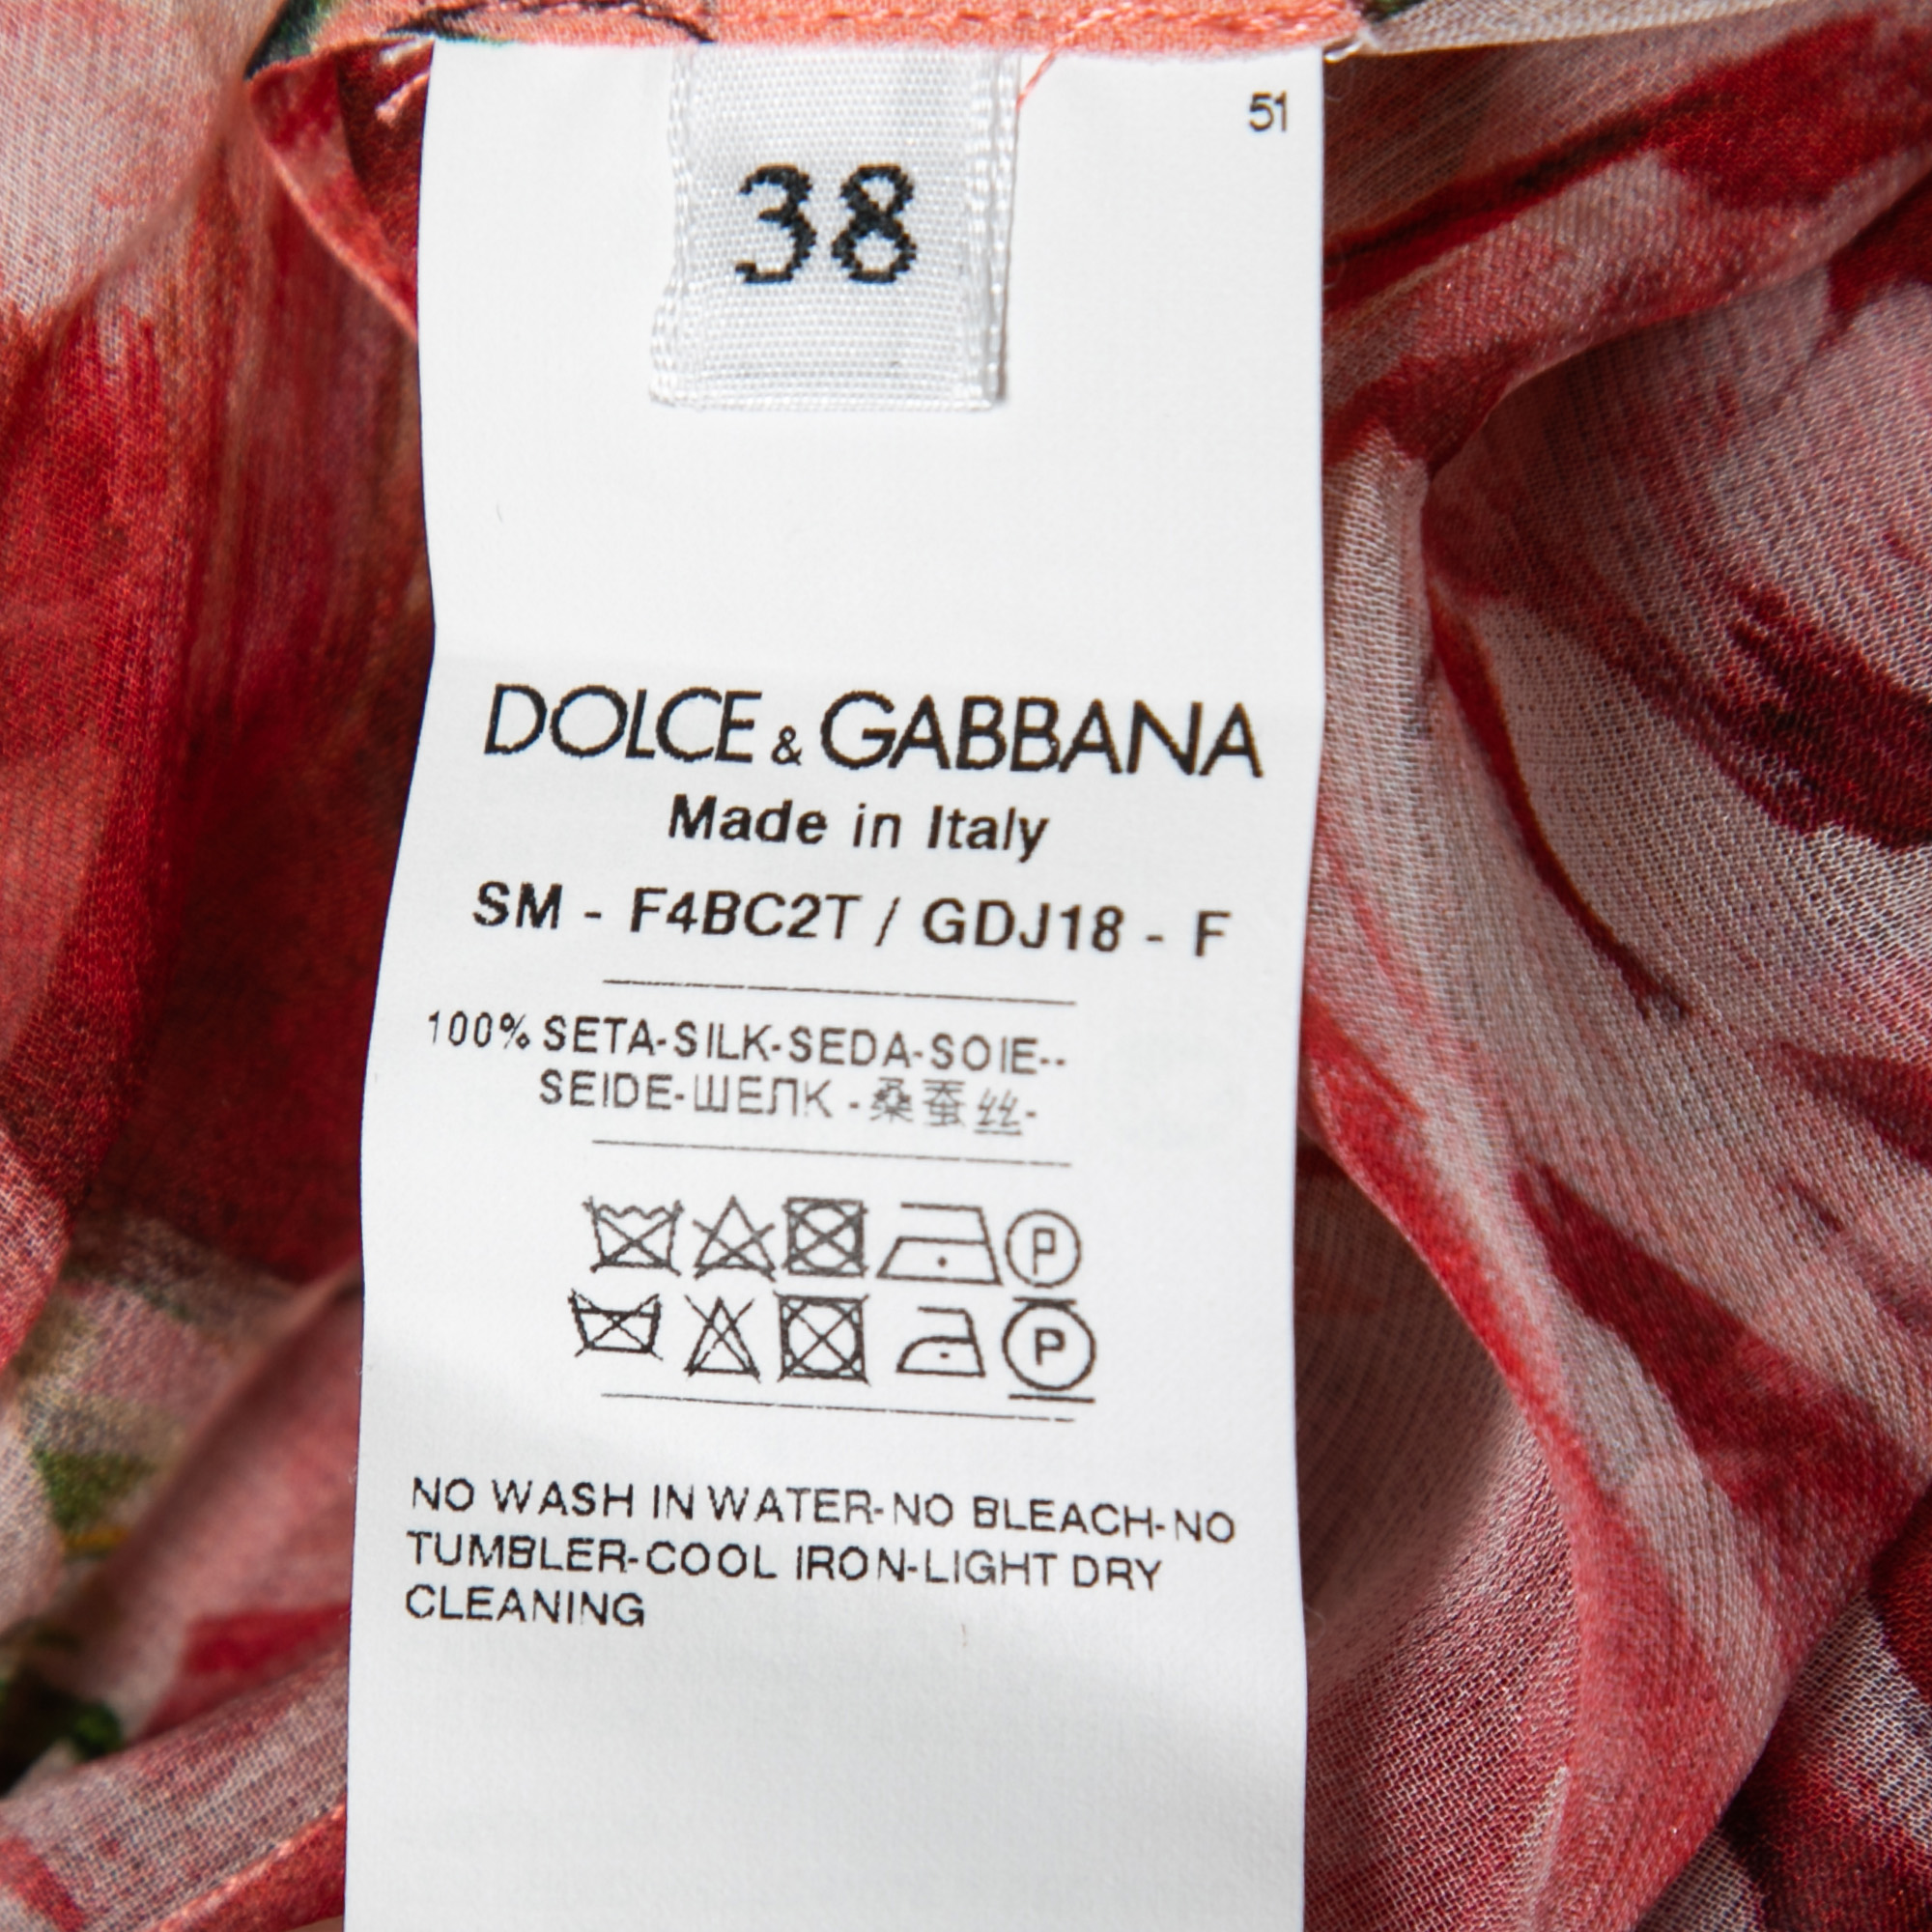 51
38
DOLCE & GABBANA
Made in Italy
SM - F4BC2T / GDJ18 - F
100% SETA-SILK-SEDA-SOIE--
SEIDE-ШЕЛК-桑蚕丝-
P
P
NO WASH IN WATER-NO BLEACH-NO
TUMBLER-COOL IRON-LIGHT DRY
CLEANING